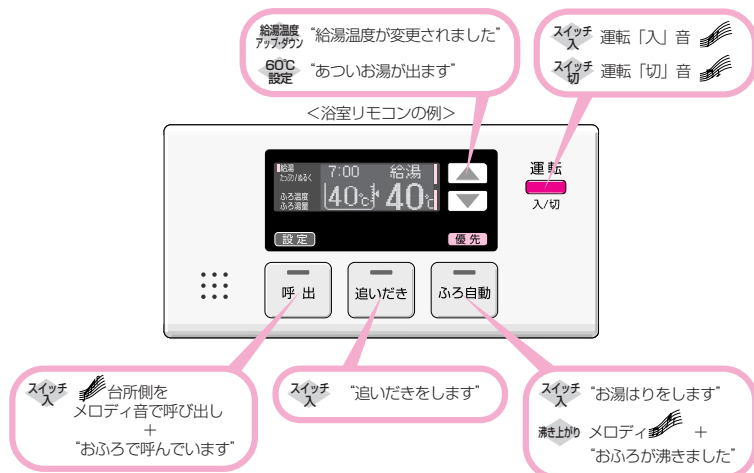 給湯温度
アップ・ダウン
“給湯温度が変更されました”
60℃
設定
“あついお湯が出ます”
スイッチ
入
運転「入」音
スイッチ
切
運転「切」音
<浴室リモコンの例>
給湯
たっぷり/ぬるく
7:00
給湯
ふろ温度
ふろ湯量
40℃
40℃
設定
優先
運転
入/切
呼出
追いだき
ふろ自動
スイッチ
入
台所側を
メロディ音で呼び出し
+
“おふろで呼んでいます”
スイッチ
入
“追いだきをします”
スイッチ
入
“お湯はりをします”
沸き上がり
メロディ +
“おふろが沸きました”